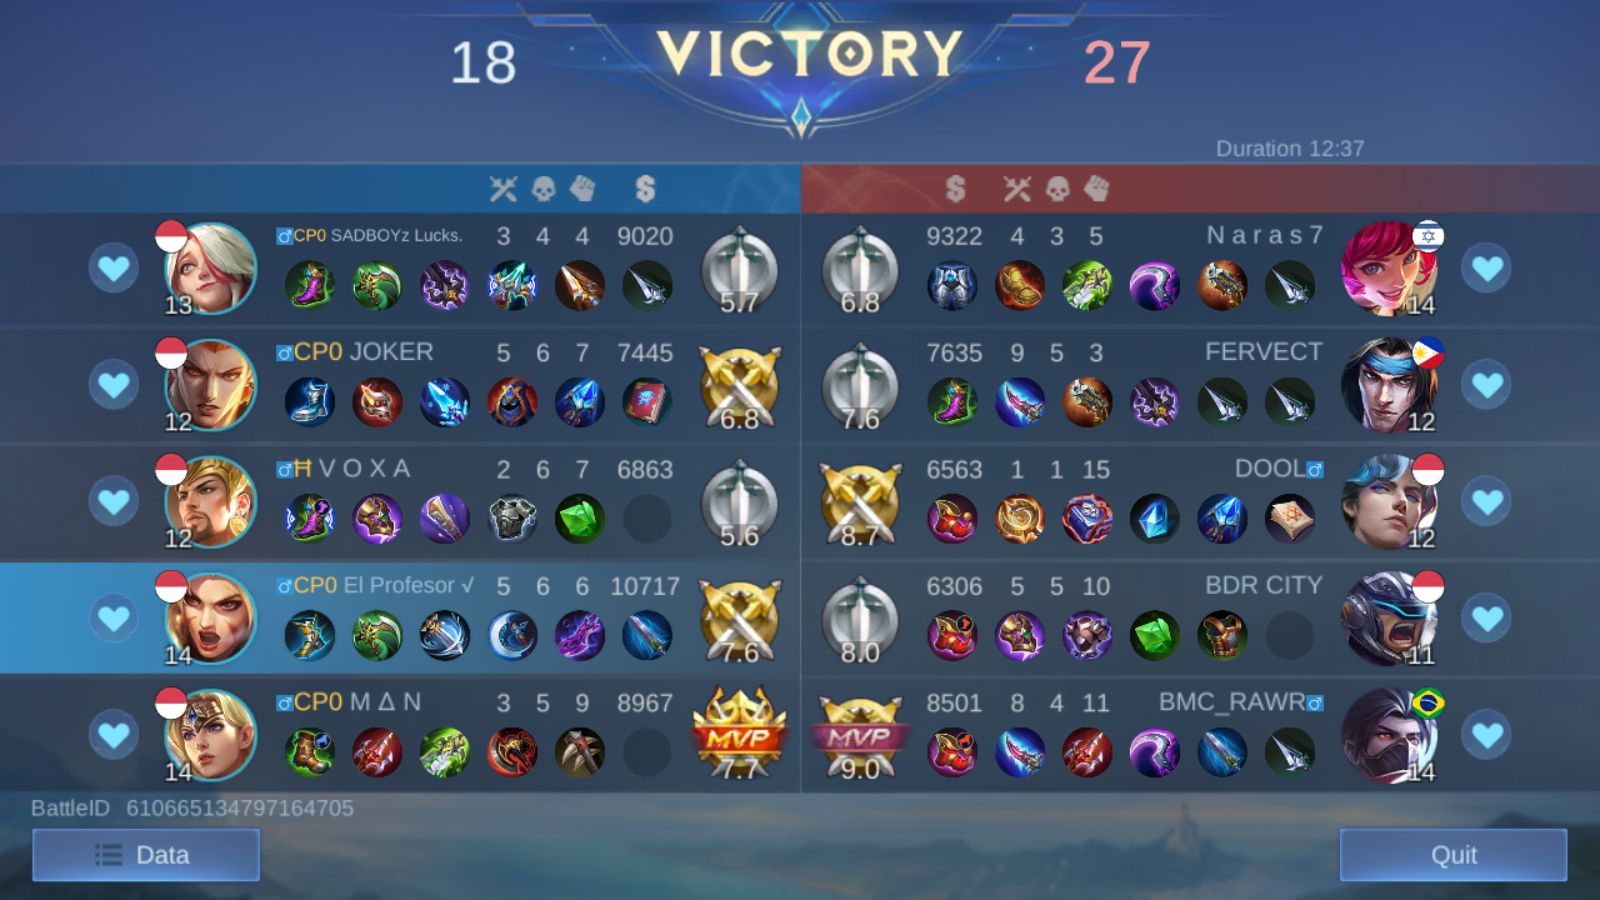 18 VICTORY 27
Duration 12:37
CP0 SADBOYz Lucks. 3 4 4 9020
13 5.7
9322 4 3 5 Naras7
6.8 14
CP0 JOKER 5 6 7 7445
12 6.8
7635 9 5 3 FERVECT
7.6 12
Ħ V O X A 2 6 7 6863
12 5.6
6563 1 1 15 DOOL
8.7 12
CP0 El Profesor √ 5 6 6 10717
14 7.6
6306 5 5 10 BDR CITY
8.0 11
CP0 M Δ N 3 5 9 8967
MVP
14 7.7
8501 8 4 11 BMC_RAWR
MVP
9.0 14
BattleID 610665134797164705
Data
Quit